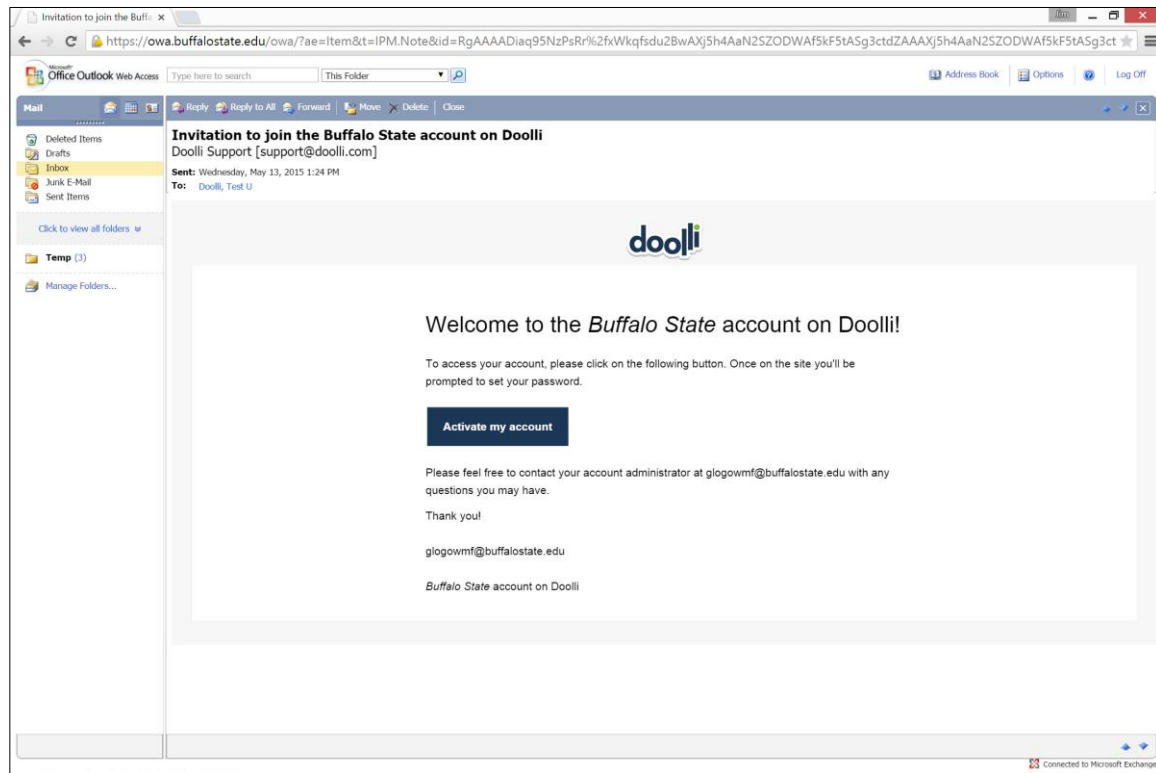 Invitation to join the Buffa
Jim
https://owa.buffalostate.edu/owa/?ae=Item&t=IPM.Note&id=RgAAAADiaq95NzPsRr%2fxWkqfsdu2BwAXj5h4AaN2SZODWAf5kF5tASg3ctdZAAAXj5h4AaN2SZODWAf5kF5tASg3ct
Microsoft
Office Outlook Web Access
Type here to search
This Folder
Address Book
Options
Log Off
Mail
Reply Reply to All Forward Move Delete Close
Deleted Items
Drafts
Inbox
Junk E-Mail
Sent Items
Click to view all folders
Temp (3)
Manage Folders...
Invitation to join the Buffalo State account on Doolli
Doolli Support [support@doolli.com]
Sent: Wednesday, May 13, 2015 1:24 PM
To: Doolli, Test U
doolli
Welcome to the Buffalo State account on Doolli!
To access your account, please click on the following button. Once on the site you'll be
prompted to set your password.
Activate my account
Please feel free to contact your account administrator at glogowmf@buffalostate.edu with any
questions you may have.
Thank you!
glogowmf@buffalostate.edu
Buffalo State account on Doolli
Connected to Microsoft Exchange